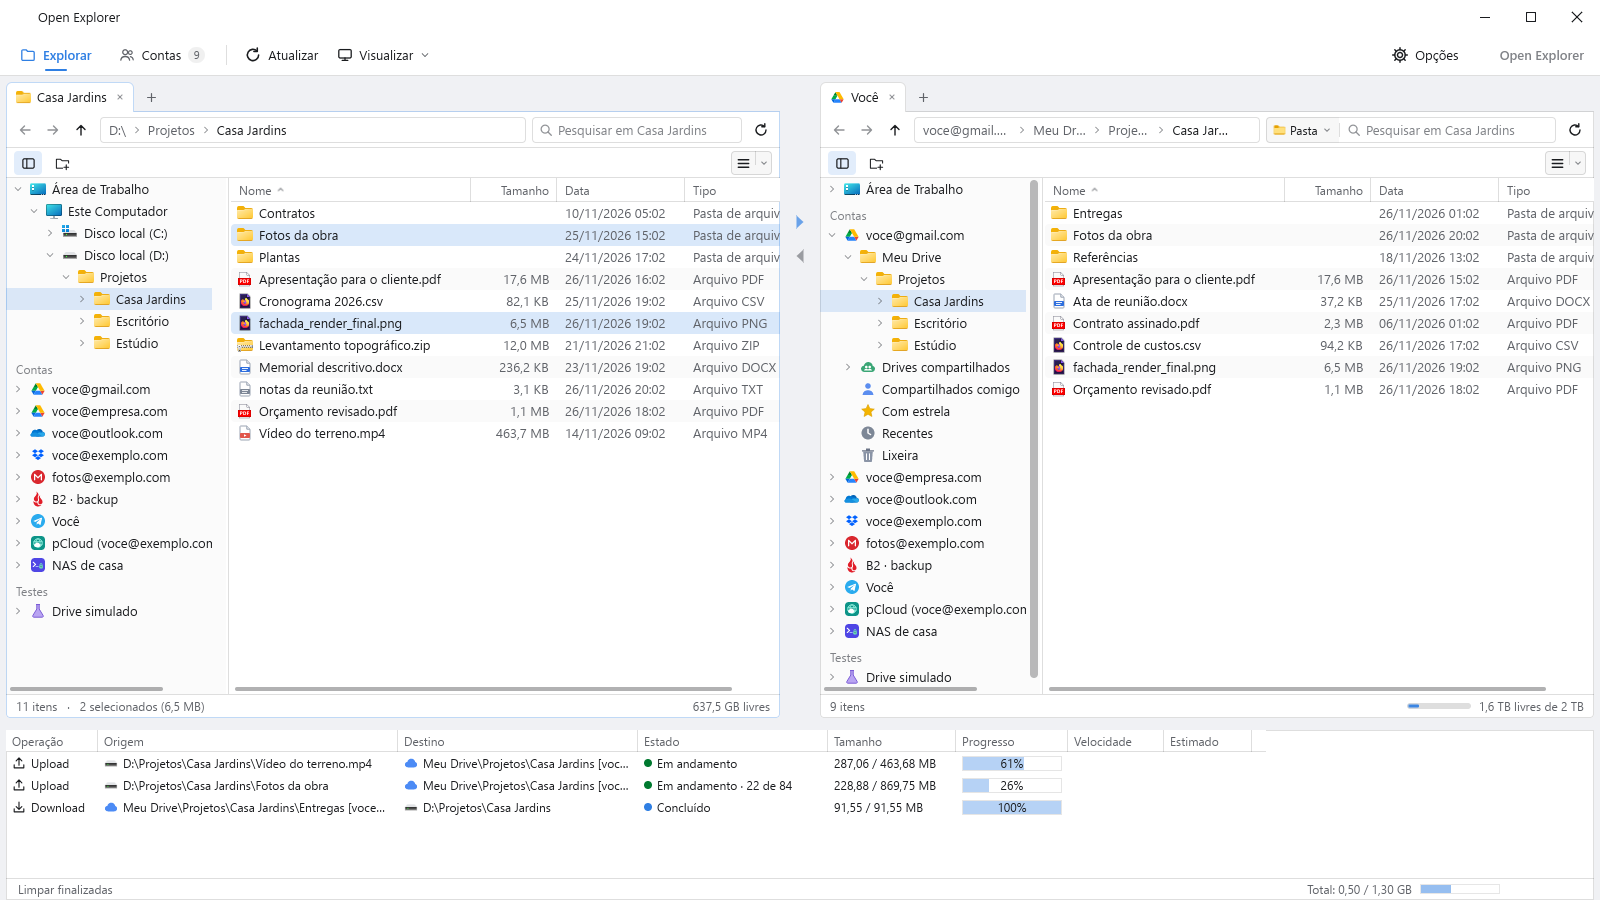 Open Explorer
Explorar
Contas 9
Atualizar
Visualizar
Opções
Open Explorer
Casa Jardins
D:\ Projetos Casa Jardins
Pesquisar em Casa Jardins
Área de Trabalho
Este Computador
Disco local (C:)
Disco local (D:)
Projetos
Casa Jardins
Escritório
Estúdio
Contas
voce@gmail.com
voce@empresa.com
voce@outlook.com
voce@exemplo.com
fotos@exemplo.com
B2 · backup
Você
pCloud (voce@exemplo.con
NAS de casa
Testes
Drive simulado
Nome Tamanho Data Tipo
Contratos 10/11/2026 05:02 Pasta de arquiv
Fotos da obra 25/11/2026 15:02 Pasta de arquiv
Plantas 24/11/2026 17:02 Pasta de arquiv
Apresentação para o cliente.pdf 17,6 MB 26/11/2026 16:02 Arquivo PDF
Cronograma 2026.csv 82,1 KB 25/11/2026 19:02 Arquivo CSV
fachada_render_final.png 6,5 MB 26/11/2026 19:02 Arquivo PNG
Levantamento topográfico.zip 12,0 MB 21/11/2026 21:02 Arquivo ZIP
Memorial descritivo.docx 236,2 KB 23/11/2026 19:02 Arquivo DOCX
notas da reunião.txt 3,1 KB 26/11/2026 20:02 Arquivo TXT
Orçamento revisado.pdf 1,1 MB 26/11/2026 18:02 Arquivo PDF
Vídeo do terreno.mp4 463,7 MB 14/11/2026 09:02 Arquivo MP4
11 itens · 2 selecionados (6,5 MB)
637,5 GB livres
Você
voce@gmail.... Meu Dr... Proje... Casa Jar...
Pasta
Pesquisar em Casa Jardins
Área de Trabalho
Contas
voce@gmail.com
Meu Drive
Projetos
Casa Jardins
Escritório
Estúdio
Drives compartilhados
Compartilhados comigo
Com estrela
Recentes
Lixeira
voce@empresa.com
voce@outlook.com
voce@exemplo.com
fotos@exemplo.com
B2 · backup
Você
pCloud (voce@exemplo.con
NAS de casa
Testes
Drive simulado
Nome Tamanho Data Tipo
Entregas 26/11/2026 01:02 Pasta de arquiv
Fotos da obra 26/11/2026 20:02 Pasta de arquiv
Referências 18/11/2026 13:02 Pasta de arquiv
Apresentação para o cliente.pdf 17,6 MB 26/11/2026 15:02 Arquivo PDF
Ata de reunião.docx 37,2 KB 25/11/2026 17:02 Arquivo DOCX
Contrato assinado.pdf 2,3 MB 06/11/2026 01:02 Arquivo PDF
Controle de custos.csv 94,2 KB 26/11/2026 17:02 Arquivo CSV
fachada_render_final.png 6,5 MB 26/11/2026 19:02 Arquivo PNG
Orçamento revisado.pdf 1,1 MB 26/11/2026 18:02 Arquivo PDF
9 itens
1,6 TB livres de 2 TB
Operação Origem Destino Estado Tamanho Progresso Velocidade Estimado
Upload D:\Projetos\Casa Jardins\Vídeo do terreno.mp4 Meu Drive\Projetos\Casa Jardins [voc... Em andamento 287,06 / 463,68 MB 61%
Upload D:\Projetos\Casa Jardins\Fotos da obra Meu Drive\Projetos\Casa Jardins [voc... Em andamento · 22 de 84 228,88 / 869,75 MB 26%
Download Meu Drive\Projetos\Casa Jardins\Entregas [voce... D:\Projetos\Casa Jardins Concluído 91,55 / 91,55 MB 100%
Limpar finalizadas
Total: 0,50 / 1,30 GB